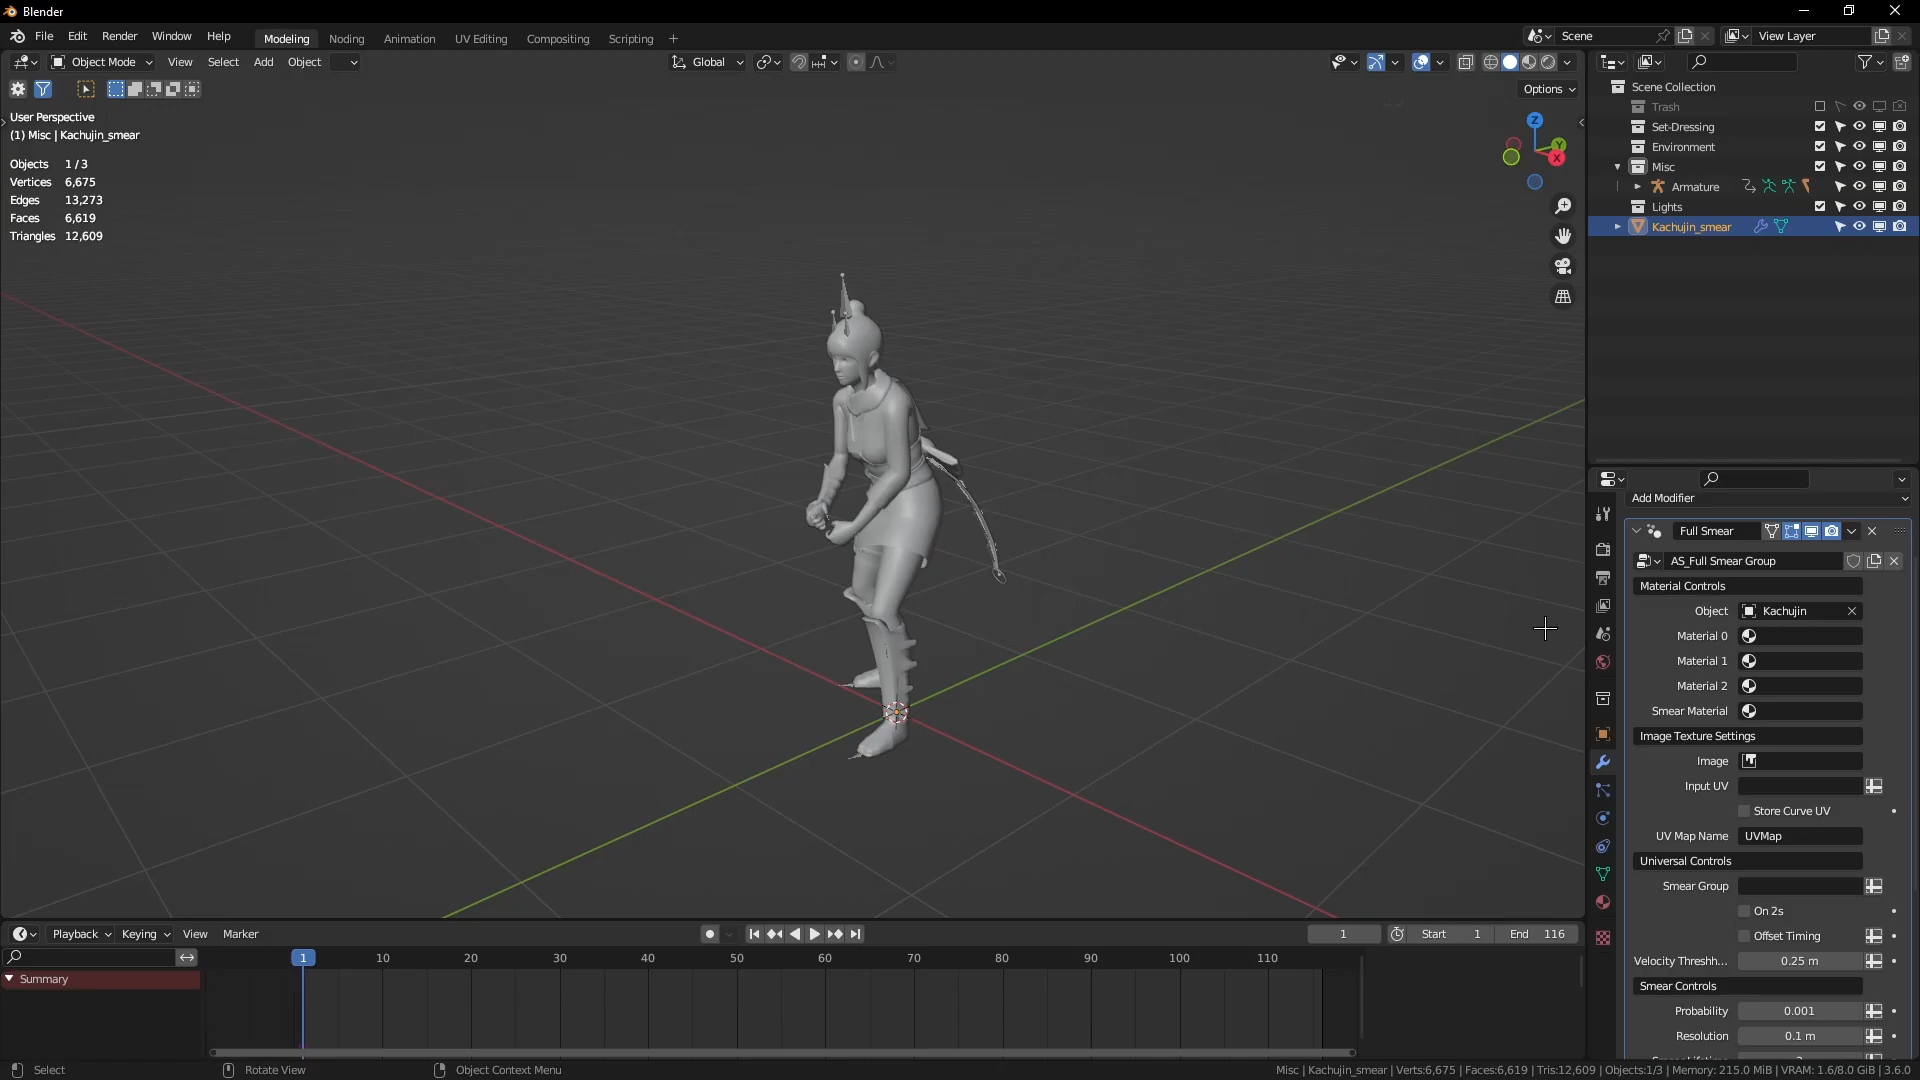 Blender
File Edit Render Window Help Modeling Noding Animation UV Editing Compositing Scripting + Scene View Layer
Object Mode View Select Add Object Global
Options
User Perspective
(1) Misc | Kachujin_smear
Objects 1/3
Vertices 6,675
Edges 13,273
Faces 6,619
Triangles 12,609
Z
Y
X
Scene Collection
Trash
Set-Dressing
Environment
Misc
Armature
Lights
Kachujin_smear
Add Modifier
Full Smear
AS_Full Smear Group
Material Controls
Object Kachujin
Material 0
Material 1
Material 2
Smear Material
Image Texture Settings
Image
Input UV
Store Curve UV
UV Map Name UVMap
Universal Controls
Smear Group
On 2s
Offset Timing
Velocity Threshh... 0.25 m
Smear Controls
Probability 0.001
Resolution 0.1 m
Playback Keying View Marker 1 Start 1 End 116
1 10 20 30 40 50 60 70 80 90 100 110
Summary
Select Rotate View Object Context Menu Misc | Kachujin_smear | Verts:6,675 | Faces:6,619 | Tris:12,609 | Objects:1/3 | Memory: 215.0 MiB | VRAM: 1.6/8.0 GiB | 3.6.0